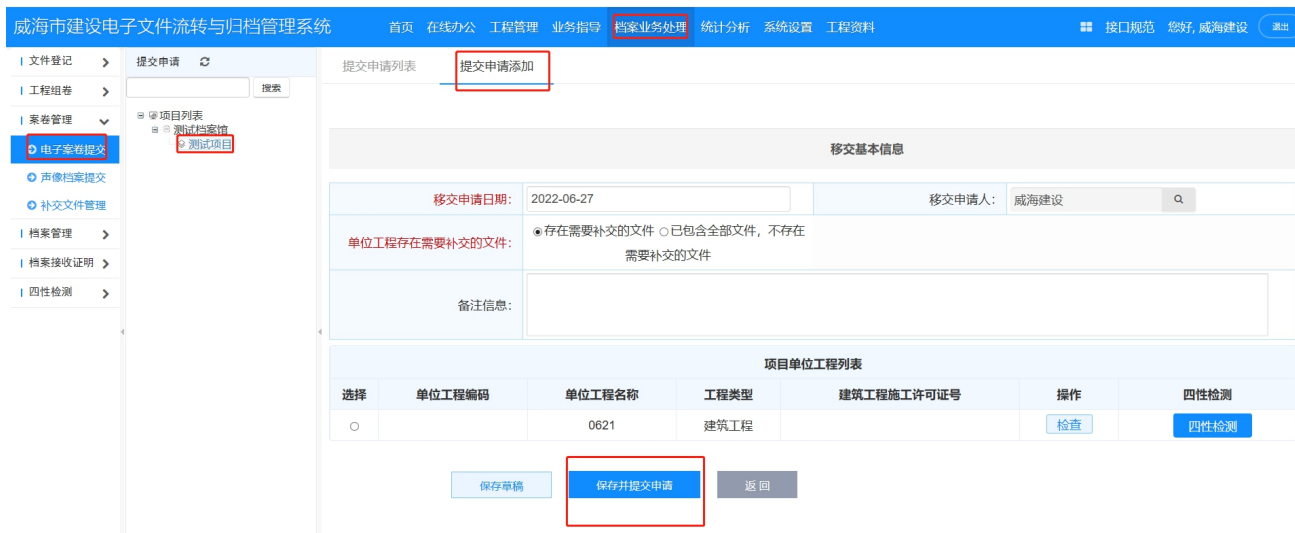 威海市建设电子文件流转与归档管理系统 首页 在线办公 工程管理 业务指导 档案业务处理 统计分析 系统设置 工程资料 接口规范 您好, 威海建设 退出
文件登记
工程组卷
案卷管理
电子案卷提交
声像档案提交
补交文件管理
档案管理
档案接收证明
四性检测
提交申请
搜索
项目列表
测试档案馆
测试项目
提交申请列表 提交申请添加
移交基本信息
移交申请日期: 2022-06-27 移交申请人: 威海建设
单位工程存在需要补交的文件: 存在需要补交的文件 已包含全部文件，不存在
需要补交的文件
备注信息:
项目单位工程列表
选择 单位工程编码 单位工程名称 工程类型 建筑工程施工许可证号 操作 四性检测
0621 建筑工程 检查 四性检测
保存草稿 保存并提交申请 返回